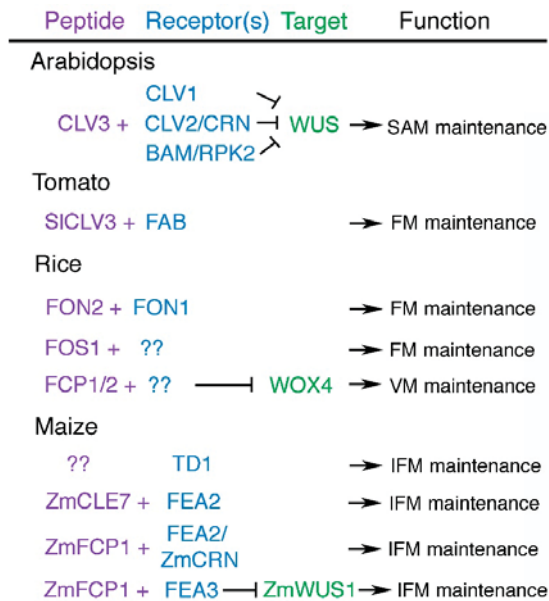 Peptide Receptor(s) Target Function
Arabidopsis
CLV1
CLV3 + CLV2/CRN WUS SAM maintenance
BAM/RPK2
Tomato
SlCLV3 + FAB FM maintenance
Rice
FON2 + FON1 FM maintenance
FOS1 + ?? FM maintenance
FCP1/2 + ?? WOX4 VM maintenance
Maize
?? TD1 IFM maintenance
ZmCLE7 + FEA2 IFM maintenance
FEA2/
ZmFCP1 + IFM maintenance
ZmCRN
ZmFCP1 + FEA3 ZmWUS1 IFM maintenance